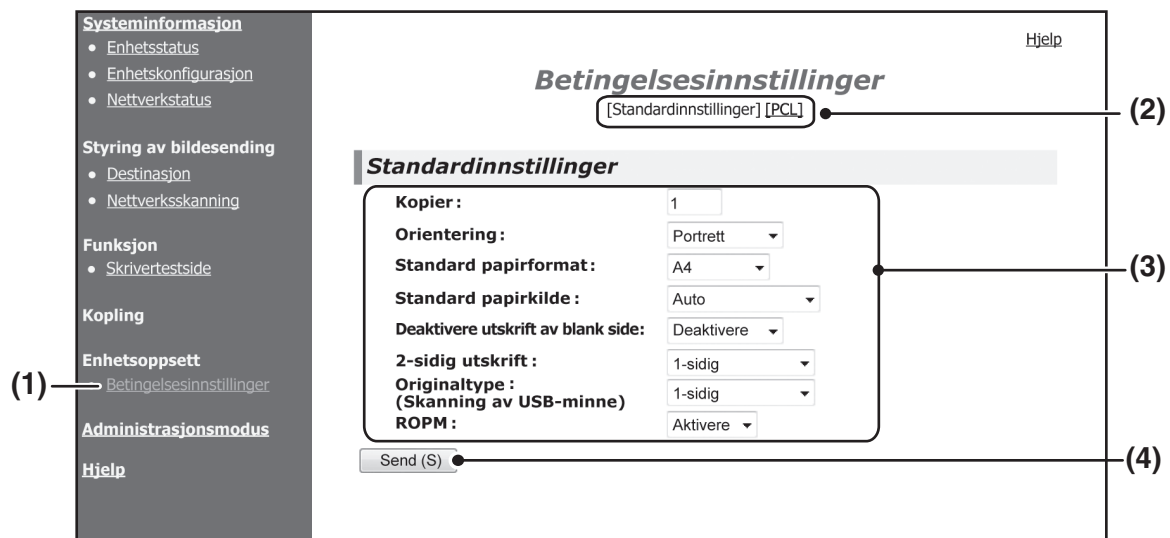 Systeminformasjon
Enhetsstatus
Enhetskonfigurasjon
Nettverkstatus
Styring av bildesending
Destinasjon
Nettverksskanning
Funksjon
Skrivertestside
Kopling
Enhetsoppsett
(1)
Betingelsesinnstillinger
Administrasjonsmodus
Hjelp
Hjelp
Betingelsesinnstillinger
[Standardinnstillinger] [PCL]
(2)
Standardinnstillinger
Kopier: 1
Orientering: Portrett
Standard papirformat: A4
(3)
Standard papirkilde: Auto
Deaktivere utskrift av blank side: Deaktivere
2-sidig utskrift: 1-sidig
Originaltype:
(Skanning av USB-minne) 1-sidig
ROPM: Aktivere
Send (S)
(4)